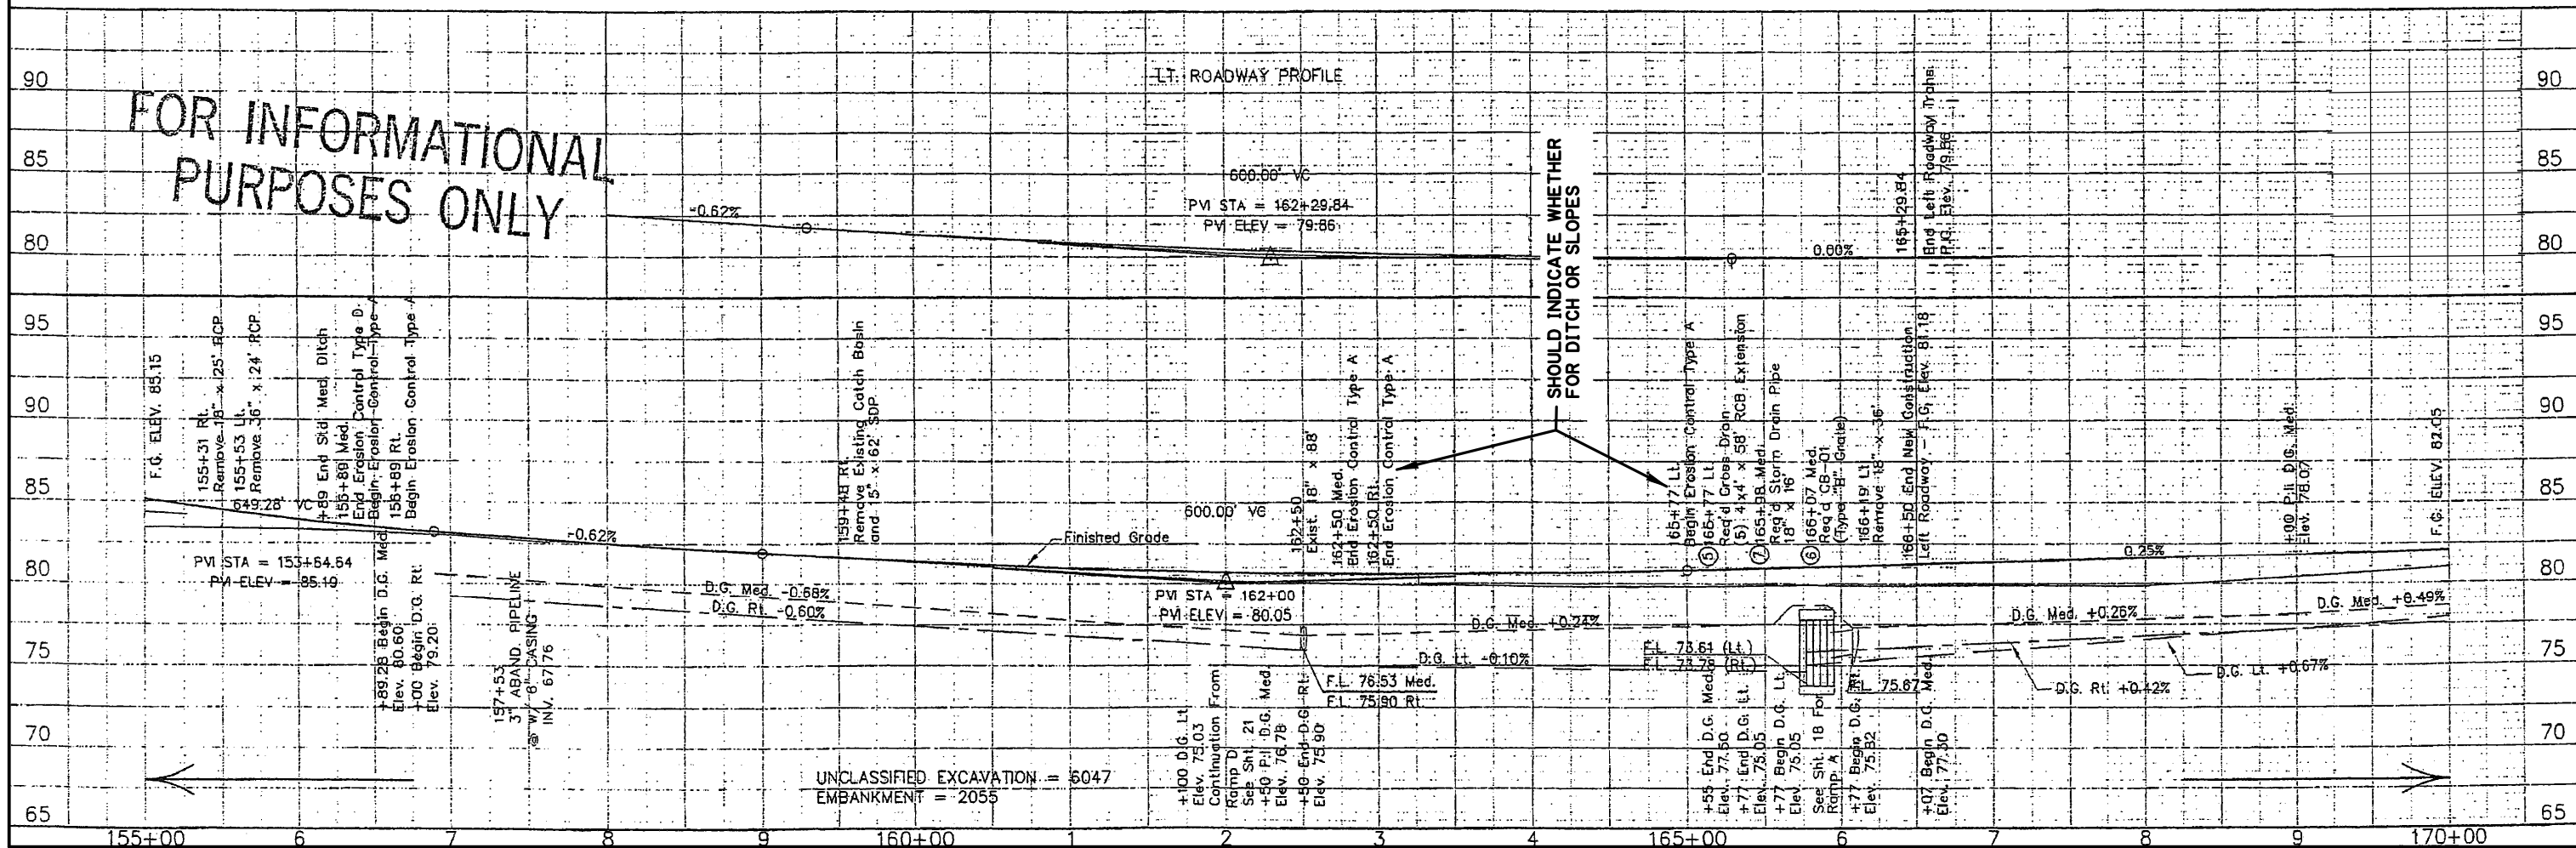 LT. ROADWAY PROFILE
90
90
FOR INFORMATIONAL
PURPOSES ONLY
85
85
80
80
-0.62%
600.00' VC
PVI STA = 162+29.84
PVI ELEV = 79.86
0.00%
165+29.84
End Left Roadway Trans.
P.G. Elev. 79.86
SHOULD INDICATE WHETHER
FOR DITCH OR SLOPES
95
95
90
90
85
85
80
80
75
75
70
70
65
65
F.G. ELEV. 85.15
155+31 Rt.
Remove 18" x 25' RCP
155+53 Lt.
Remove 36" x 24' RCP
+89 End Std. Med. Ditch
155+89 Med.
End Erosion Control Type D
Begin Erosion Control Type A
155+89 Rt.
Begin Erosion Control Type A
649.28' VC
PVI STA = 153+64.64
PVI ELEV = 85.19
-0.62%
159+48 Rt.
Remove Existing Catch Basin
and 15" x 62' SDP
Finished Grade
600.00' VC
PVI STA = 162+00
PVI ELEV = 80.05
162+50
Exist. 18" x 88'
162+50 Med.
End Erosion Control Type A
162+50 Rt.
End Erosion Control Type A
165+77 Lt.
Begin Erosion Control Type A
5 165+77 Lt.
Req'd Cross Drain
(5) 4'x4' x 58' RCB Extension
7 165+98 Med.
Req'd Storm Drain Pipe
18" x 16'
6 166+07 Med.
Req'd CB-01
(Type "B" Grate)
166+19 Lt.
Remove 18" x 36'
166+50 End New Construction
Left Roadway - F.G. Elev. 81.18
+100 P.I. D.G. Med.
Elev. 78.07
F.G. ELEV. 82.05
0.25%
+89.28 Begin D.G. Med.
Elev. 80.60
+00 Begin D.G. Rt.
Elev. 79.20
157+53
3" ABAND. PIPELINE
@ W/ 6" CASING
INV. 67.76
D.G. Med. -0.68%
D.G. Rt. -0.60%
D.G. Med. +0.24%
D.G. Lt. -0.10%
F.L. 76.53 Med.
F.L. 75.90 Rt.
F.L. 73.61 (Lt.)
F.L. 73.78 (Rt.)
F.L. 75.67
D.G. Med. +0.26%
D.G. Med. +0.49%
D.G. Rt. +0.42%
D.G. Lt. +0.67%
+100 D.G. Lt.
Elev. 75.03
Continuation From
Ramp D
See Sht. 21
+50 P.I. D.G. Med.
Elev. 76.78
+50 End D.G. Rt.
Elev. 75.90
+55 End D.G. Med.
Elev. 77.50
+77 End D.G. Lt.
Elev. 75.05
+77 Begin D.G. Lt.
Elev. 75.05
See Sht. 18 For
Ramp A
+77 Begin D.G. Rt.
Elev. 75.82
+07 Begin D.G. Med.
Elev. 77.30
UNCLASSIFIED EXCAVATION = 6047
EMBANKMENT = 2055
155+00 6 7 8 9 160+00 1 2 3 4 165+00 6 7 8 9 170+00